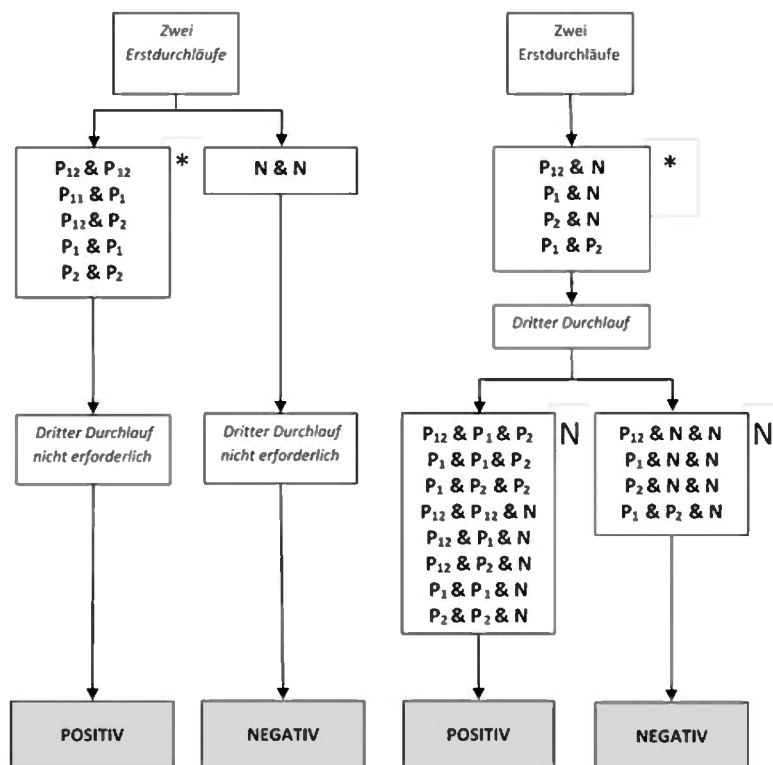 Zwei
Erstdurchläufe
P₁₂ & P₁₂
P₁₁ & P₁
P₁₂ & P₂
P₁ & P₁
P₂ & P₂
*
N & N
Dritter Durchlauf
nicht erforderlich
Dritter Durchlauf
nicht erforderlich
POSITIV
NEGATIV
Zwei
Erstdurchläufe
P₁₂ & N
P₁ & N
P₂ & N
P₁ & P₂
*
Dritter Durchlauf
P₁₂ & P₁ & P₂
P₁ & P₁ & P₂
P₁ & P₂ & P₂
P₁₂ & P₁₂ & N
P₁₂ & P₁ & N
P₁₂ & P₂ & N
P₁ & P₁ & N
P₂ & P₂ & N
N
P₁₂ & N & N
P₁ & N & N
P₂ & N & N
P₁ & P₂ & N
N
POSITIV
NEGATIV